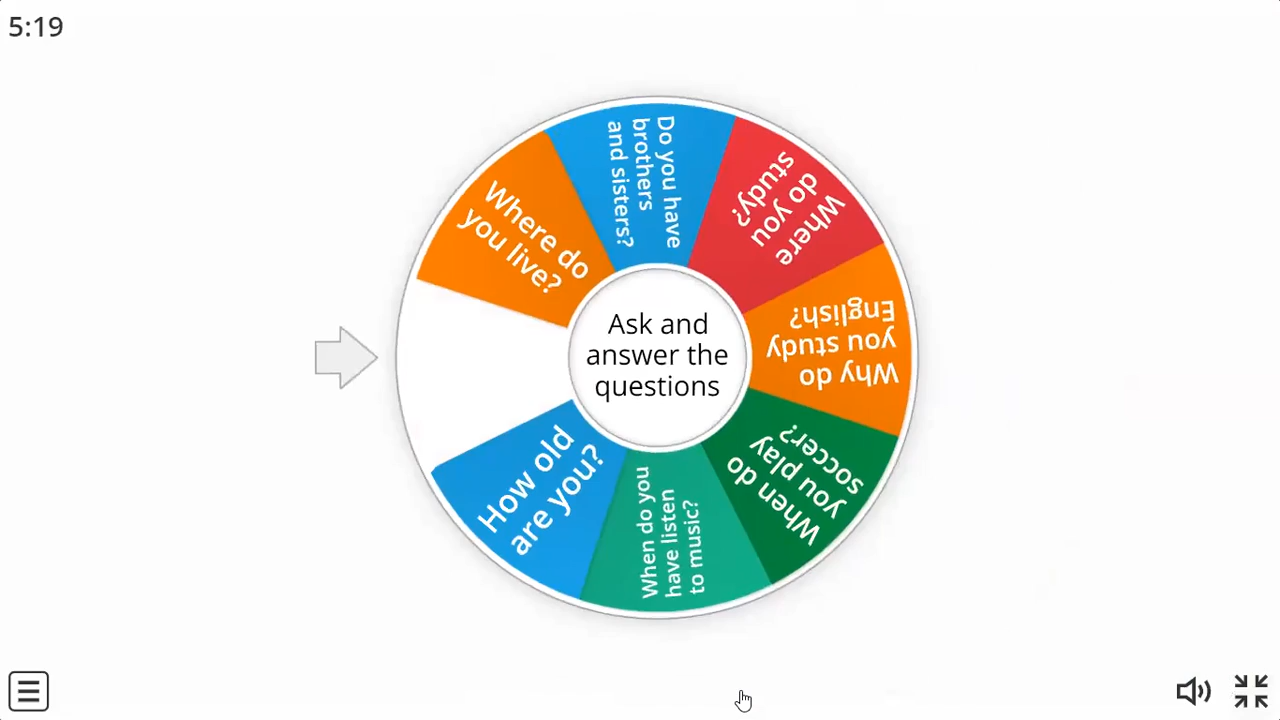 5:19
Do you have
brothers
and sisters?
Where
do you
study?
Why do
you study
English?
When do
you play
soccer?
When do you
have listen
to music?
How old
are you?
Where do
you live?
Ask and
answer the
questions